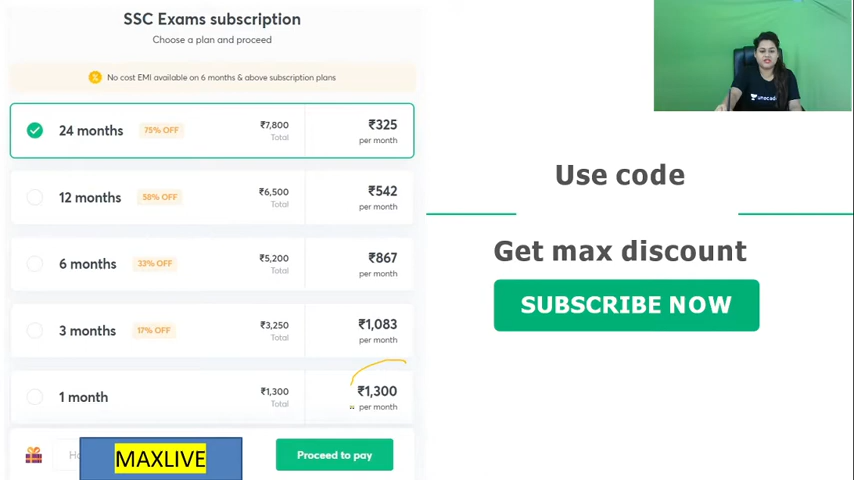 SSC Exams subscription
Choose a plan and proceed
No cost EMI available on 6 months & above subscription plans
24 months 75% OFF ₹7,800 Total ₹325 per month
12 months 58% OFF ₹6,500 Total ₹542 per month
6 months 33% OFF ₹5,200 Total ₹867 per month
3 months 17% OFF ₹3,250 Total ₹1,083 per month
1 month ₹1,300 Total ₹1,300 per month
MAXLIVE
Proceed to pay
Use code
Get max discount
SUBSCRIBE NOW